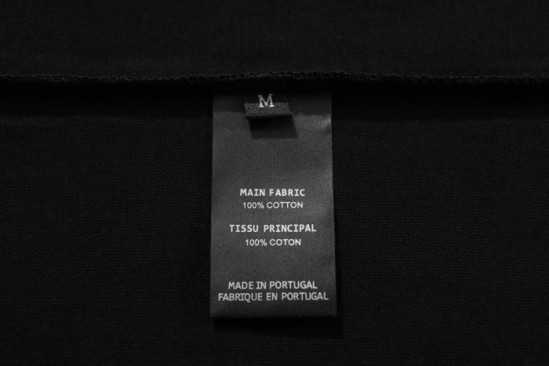 M
MAIN FABRIC
100% COTTON
TISSU PRINCIPAL
100% COTON
MADE IN PORTUGAL
FABRIQUE EN PORTUGAL